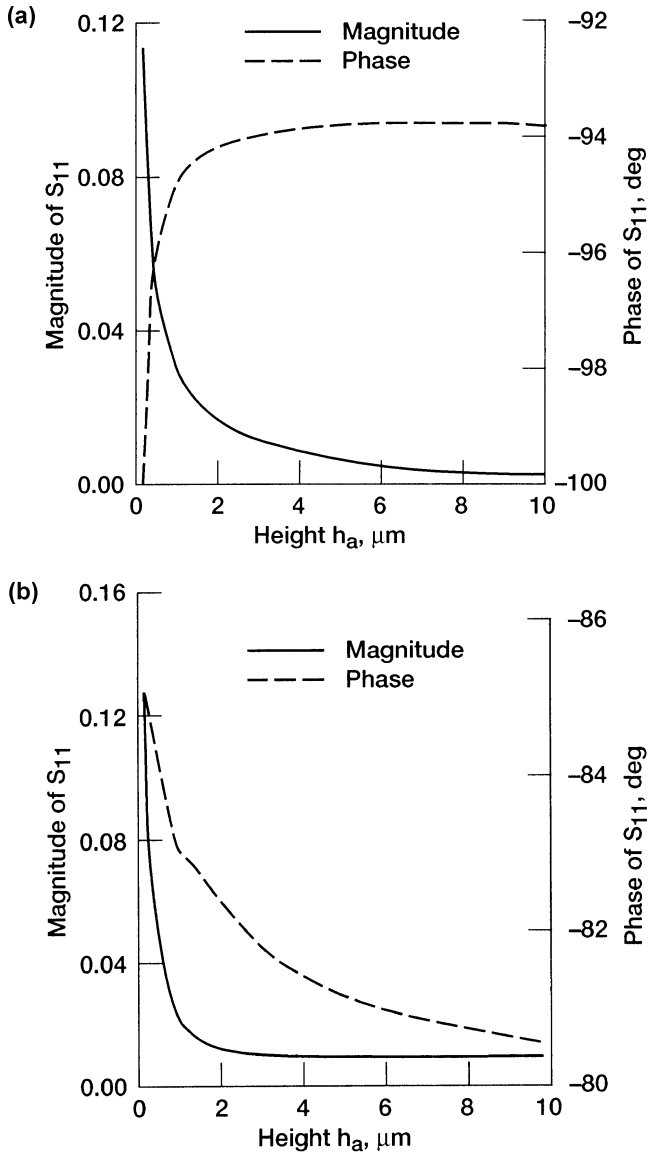 (a)
0.12
Magnitude
Phase
–92
–94
0.08
Magnitude of S11
Phase of S11, deg
–96
0.04
–98
0.00
–100
0 2 4 6 8 10
Height ha, μm
(b)
0.16
–86
Magnitude
Phase
0.12
–84
Magnitude of S11
Phase of S11, deg
0.08
–82
0.04
0.00
–80
0 2 4 6 8 10
Height ha, μm